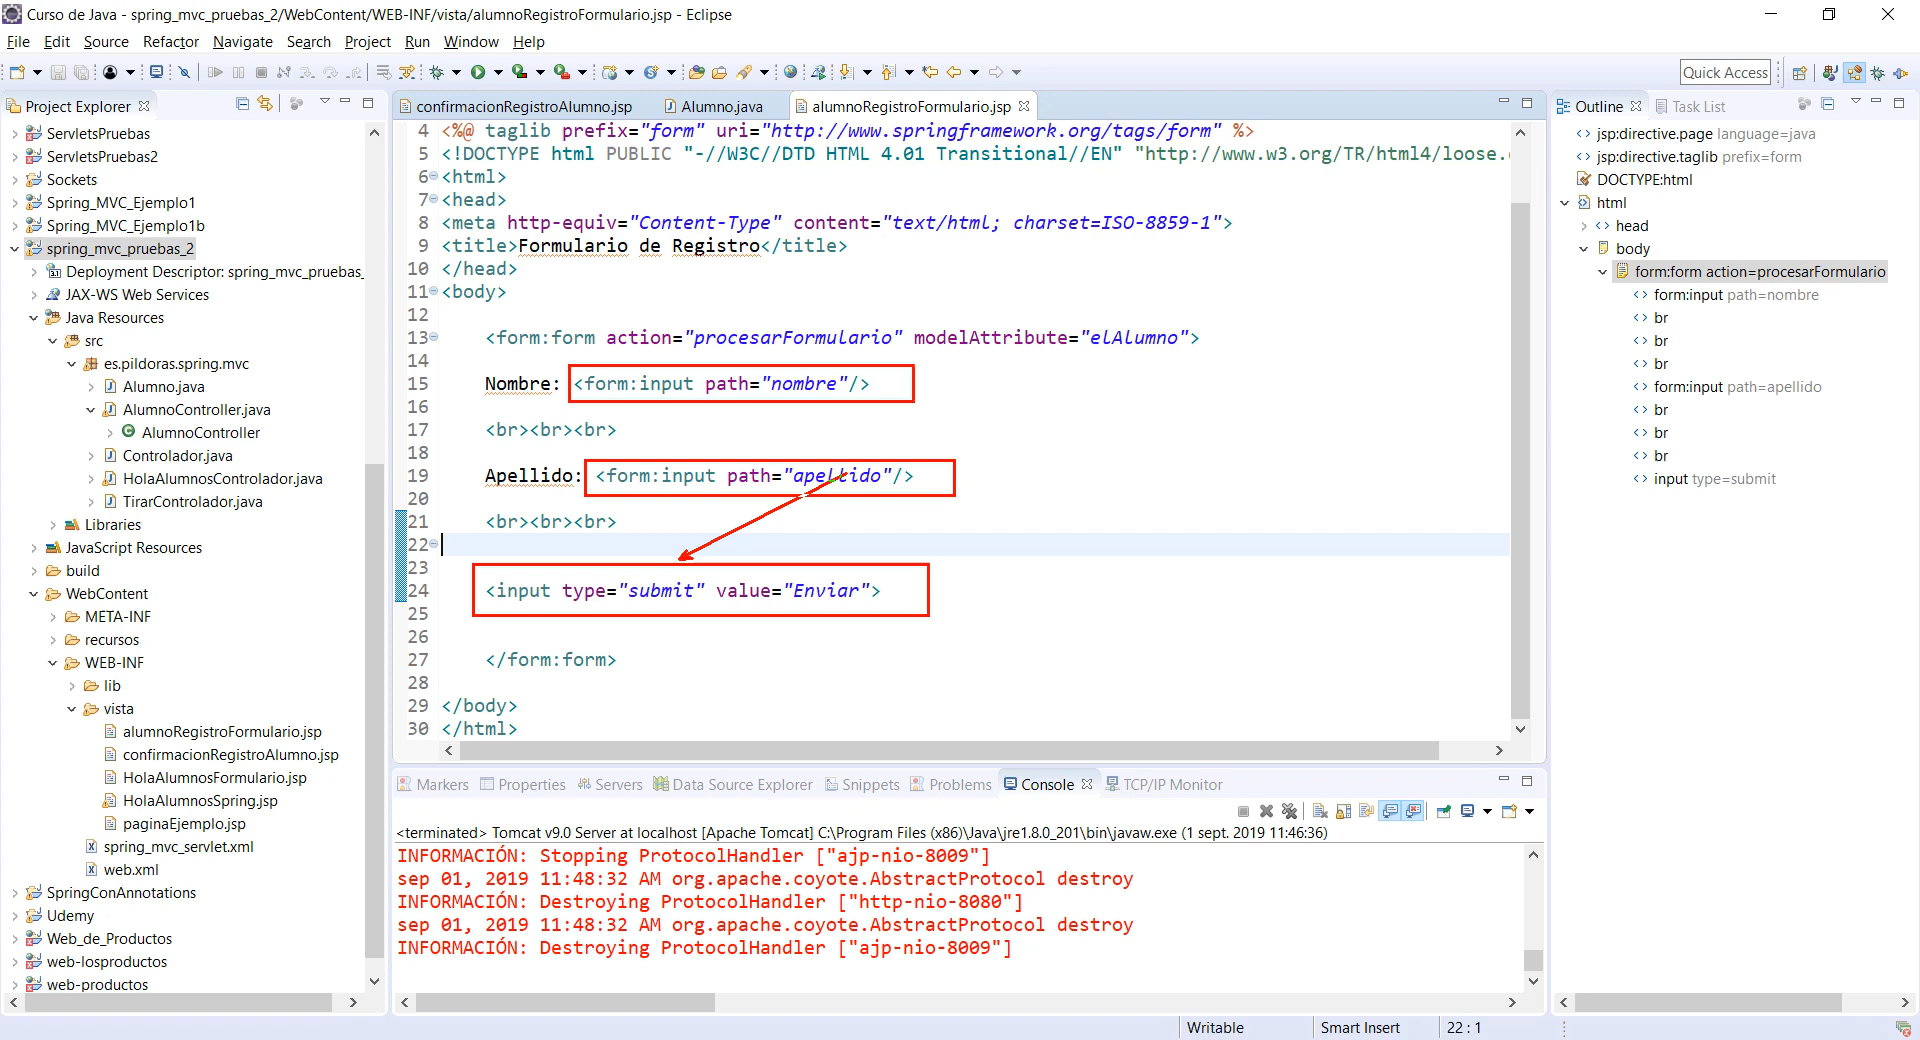 Curso de Java - spring_mvc_pruebas_2/WebContent/WEB-INF/vista/alumnoRegistroFormulario.jsp - Eclipse
File Edit Source Refactor Navigate Search Project Run Window Help
Quick Access
Project Explorer
ServletsPruebas
ServletsPruebas2
Sockets
Spring_MVC_Ejemplo1
Spring_MVC_Ejemplo1b
spring_mvc_pruebas_2
Deployment Descriptor: spring_mvc_pruebas_
JAX-WS Web Services
Java Resources
src
es.pildoras.spring.mvc
Alumno.java
AlumnoController.java
AlumnoController
Controlador.java
HolaAlumnosControlador.java
TirarControlador.java
Libraries
JavaScript Resources
build
WebContent
META-INF
recursos
WEB-INF
lib
vista
alumnoRegistroFormulario.jsp
confirmacionRegistroAlumno.jsp
HolaAlumnosFormulario.jsp
HolaAlumnosSpring.jsp
paginaEjemplo.jsp
spring_mvc_servlet.xml
web.xml
SpringConAnnotations
Udemy
Web_de_Productos
web-losproductos
web-productos
confirmacionRegistroAlumno.jsp Alumno.java alumnoRegistroFormulario.jsp
4 <%@ taglib prefix="form" uri="http://www.springframework.org/tags/form" %>
5 <!DOCTYPE html PUBLIC "-//W3C//DTD HTML 4.01 Transitional//EN" "http://www.w3.org/TR/html4/loose.
6 <html>
7 <head>
8 <meta http-equiv="Content-Type" content="text/html; charset=ISO-8859-1">
9 <title>Formulario de Registro</title>
10 </head>
11 <body>
12
13 <form:form action="procesarFormulario" modelAttribute="elAlumno">
14
15 Nombre: <form:input path="nombre"/>
16
17 <br><br><br>
18
19 Apellido: <form:input path="apellido"/>
20
21 <br><br><br>
22
23
24 <input type="submit" value="Enviar">
25
26
27 </form:form>
28
29 </body>
30 </html>
Markers Properties Servers Data Source Explorer Snippets Problems Console TCP/IP Monitor
<terminated> Tomcat v9.0 Server at localhost [Apache Tomcat] C:\Program Files (x86)\Java\jre1.8.0_201\bin\javaw.exe (1 sept. 2019 11:46:36)
INFORMACIÓN: Stopping ProtocolHandler ["ajp-nio-8009"]
sep 01, 2019 11:48:32 AM org.apache.coyote.AbstractProtocol destroy
INFORMACIÓN: Destroying ProtocolHandler ["http-nio-8080"]
sep 01, 2019 11:48:32 AM org.apache.coyote.AbstractProtocol destroy
INFORMACIÓN: Destroying ProtocolHandler ["ajp-nio-8009"]
Outline Task List
jsp:directive.page language=java
jsp:directive.taglib prefix=form
DOCTYPE:html
html
head
body
form:form action=procesarFormulario
form:input path=nombre
br
br
br
form:input path=apellido
br
br
br
input type=submit
Writable Smart Insert 22 : 1